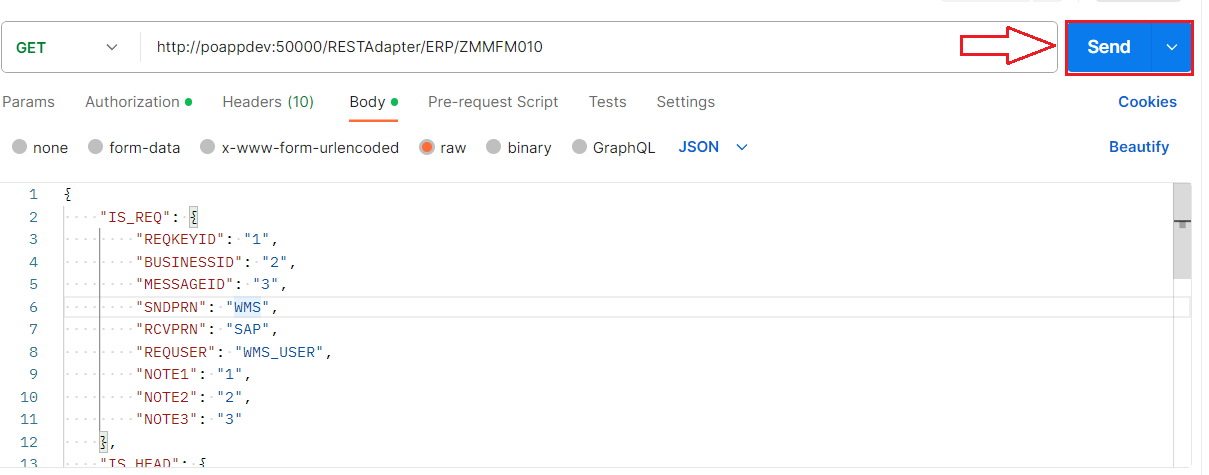 GET http://poappdev:50000/RESTAdapter/ERP/ZMMFM010 Send
Params Authorization Headers (10) Body Pre-request Script Tests Settings Cookies
none form-data x-www-form-urlencoded raw binary GraphQL JSON Beautify
1 {
2 "IS_REQ": {
3 "REQKEYID": "1",
4 "BUSINESSID": "2",
5 "MESSAGEID": "3",
6 "SNDPRN": "WMS",
7 "RCVPRN": "SAP",
8 "REQUSER": "WMS_USER",
9 "NOTE1": "1",
10 "NOTE2": "2",
11 "NOTE3": "3"
12 },
13 "IS_HEAD": {